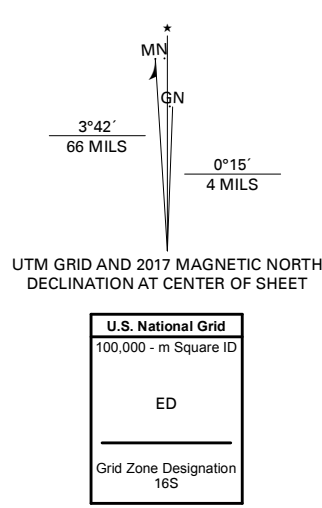 ★
MN
GN
3°42´
66 MILS
0°15´
4 MILS
UTM GRID AND 2017 MAGNETIC NORTH
DECLINATION AT CENTER OF SHEET
U.S. National Grid
100,000 - m Square ID
ED
Grid Zone Designation
16S